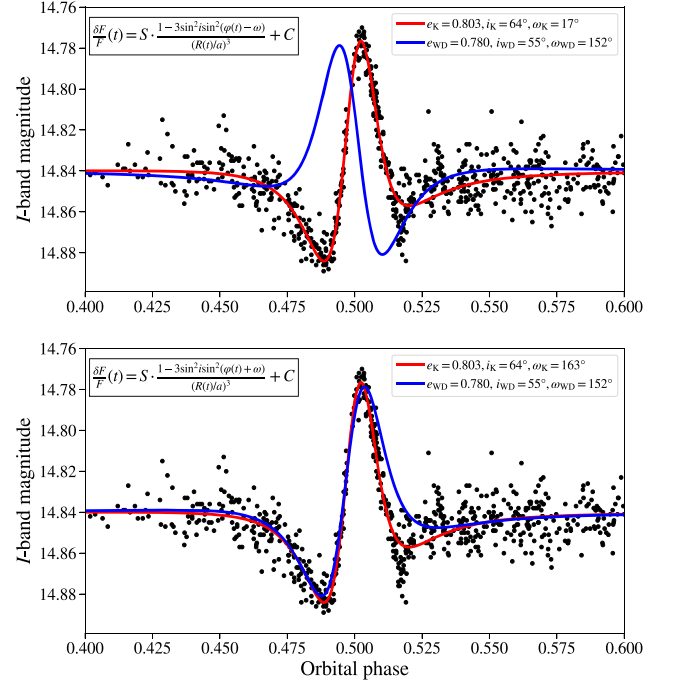 14.76
14.78
14.80
14.82
14.84
14.86
14.88
I-band magnitude
δF/F (t) = S · 1−3sin²isin²(φ(t)−ω)/(R(t)/a)³ + C
e_K = 0.803, i_K = 64°, ω_K = 17°
e_WD = 0.780, i_WD = 55°, ω_WD = 152°
0.400 0.425 0.450 0.475 0.500 0.525 0.550 0.575 0.600
14.76
14.78
14.80
14.82
14.84
14.86
14.88
I-band magnitude
δF/F (t) = S · 1−3sin²isin²(φ(t)+ω)/(R(t)/a)³ + C
e_K = 0.803, i_K = 64°, ω_K = 163°
e_WD = 0.780, i_WD = 55°, ω_WD = 152°
0.400 0.425 0.450 0.475 0.500 0.525 0.550 0.575 0.600
Orbital phase